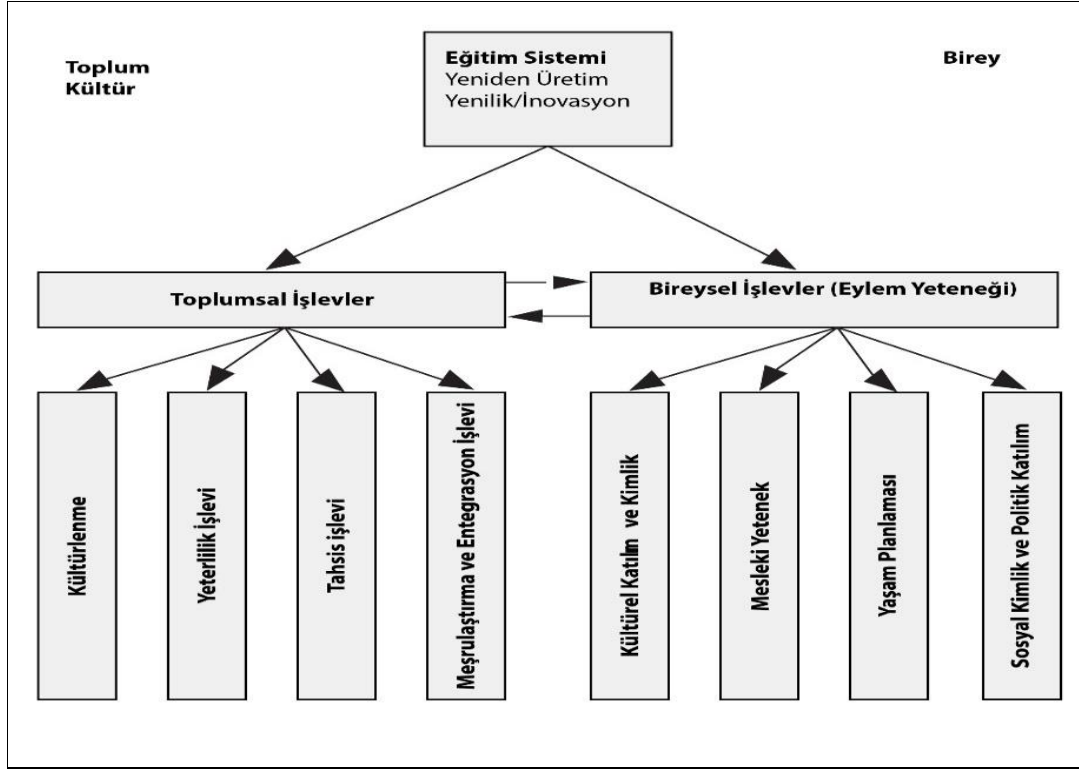 Toplum
Kültür
Eğitim Sistemi
Yeniden Üretim
Yenilik/İnovasyon
Birey
Toplumsal İşlevler
Bireysel İşlevler (Eylem Yeteneği)
Kültürlenme
Yeterlilik İşlevi
Tahsis işlevi
Meşrulaştırma ve Entegrasyon İşlevi
Kültürel Katılım ve Kimlik
Mesleki Yetenek
Yaşam Planlaması
Sosyal Kimlik ve Politik Katılım